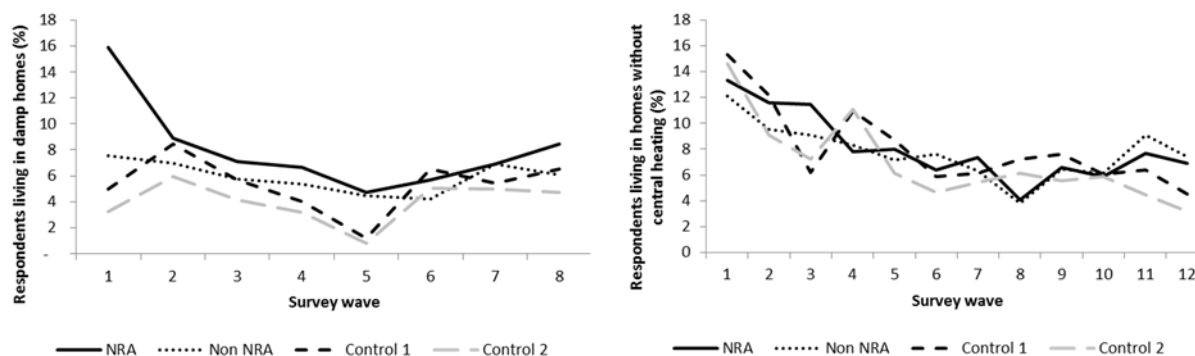 Respondents living in damp homes (%)
18
16
14
12
10
8
6
4
2
-
1 2 3 4 5 6 7 8
Survey wave
NRA Non NRA Control 1 Control 2
Respondents living in homes without
central heating (%)
18
16
14
12
10
8
6
4
2
0
1 2 3 4 5 6 7 8 9 10 11 12
Survey wave
NRA Non NRA Control 1 Control 2